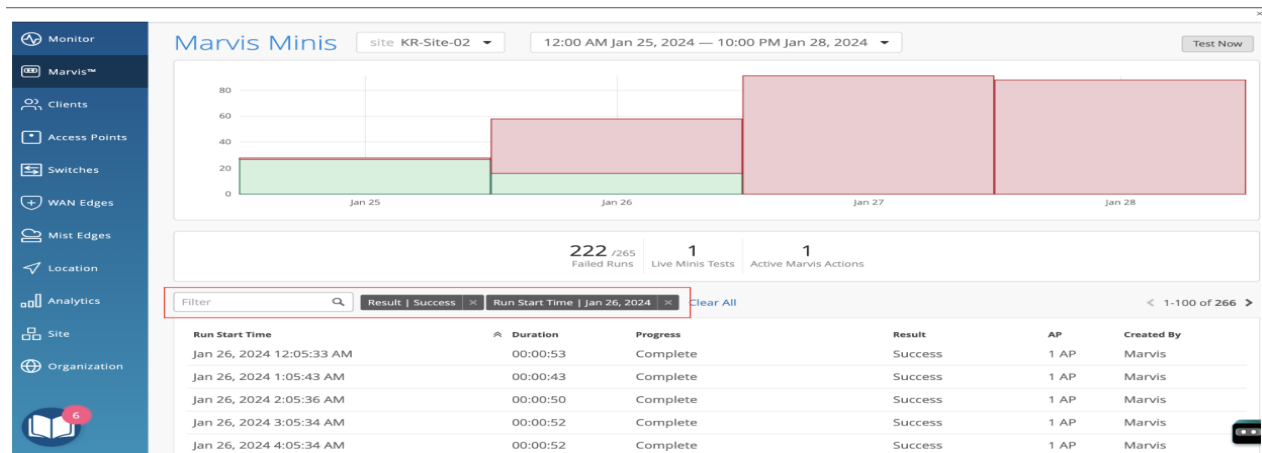 Monitor
Marvis™
Clients
Access Points
Switches
WAN Edges
Mist Edges
Location
Analytics
Site
Organization
6
Marvis Minis
site KR-Site-02
12:00 AM Jan 25, 2024 — 10:00 PM Jan 28, 2024
Test Now
80
60
40
20
0
Jan 25 Jan 26 Jan 27 Jan 28
222 /265 1 1
Failed Runs Live Minis Tests Active Marvis Actions
Filter Result | Success × Run Start Time | Jan 26, 2024 × Clear All < 1-100 of 266 >
Run Start Time Duration Progress Result AP Created By
Jan 26, 2024 12:05:33 AM 00:00:53 Complete Success 1 AP Marvis
Jan 26, 2024 1:05:43 AM 00:00:43 Complete Success 1 AP Marvis
Jan 26, 2024 2:05:36 AM 00:00:50 Complete Success 1 AP Marvis
Jan 26, 2024 3:05:34 AM 00:00:52 Complete Success 1 AP Marvis
Jan 26, 2024 4:05:34 AM 00:00:52 Complete Success 1 AP Marvis